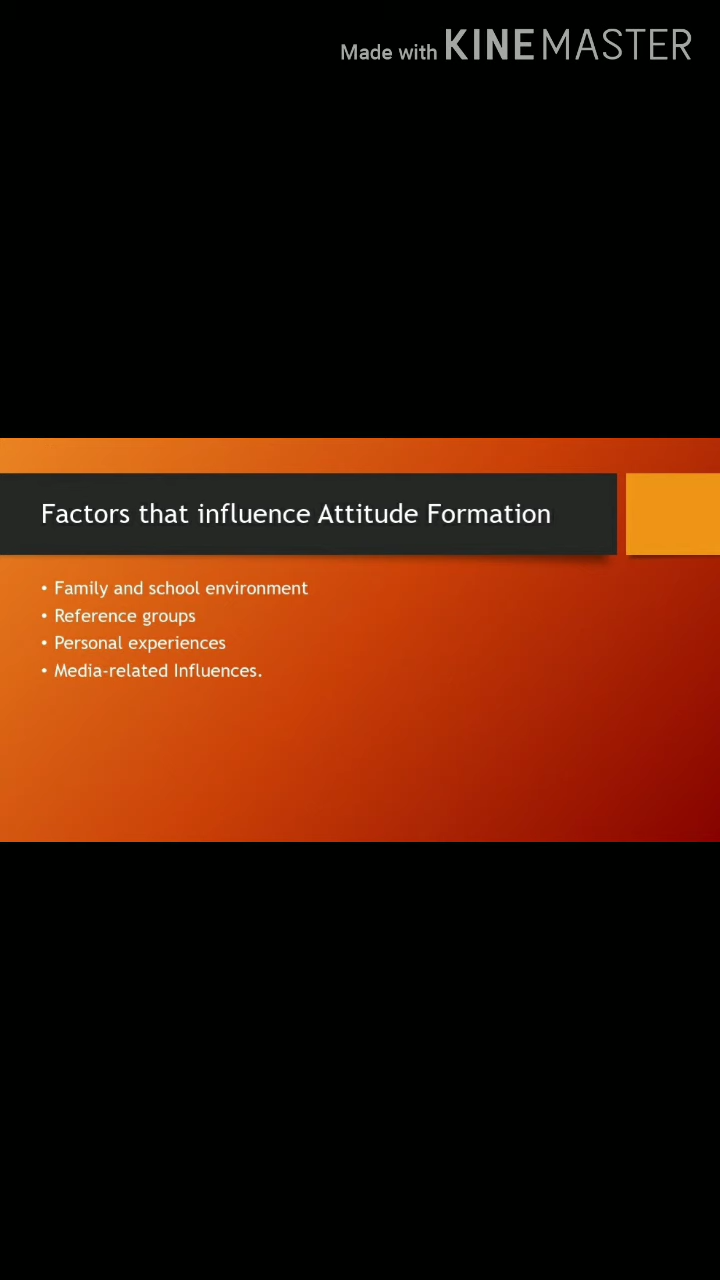 Made with KINEMASTER
Factors that influence Attitude Formation
• Family and school environment
• Reference groups
• Personal experiences
• Media-related Influences.